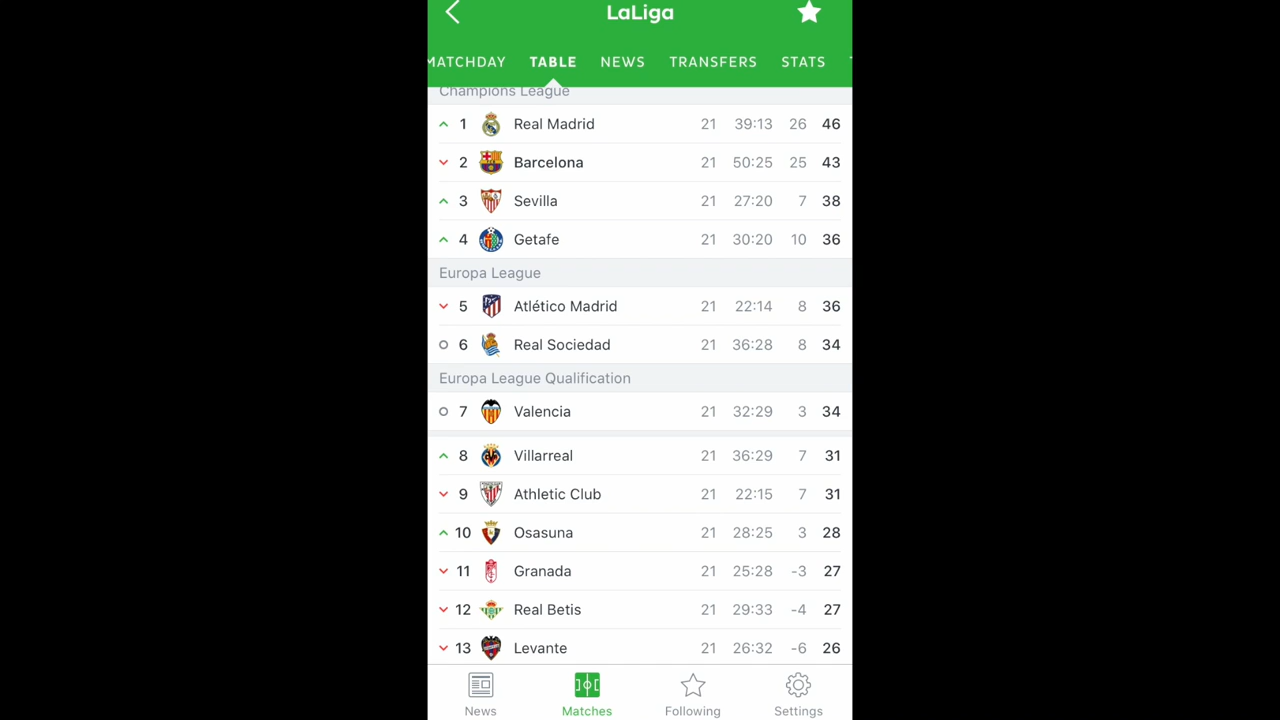 LaLiga
MATCHDAY TABLE NEWS TRANSFERS STATS
Champions League
1 Real Madrid 21 39:13 26 46
2 Barcelona 21 50:25 25 43
3 Sevilla 21 27:20 7 38
4 Getafe 21 30:20 10 36
Europa League
5 Atlético Madrid 21 22:14 8 36
6 Real Sociedad 21 36:28 8 34
Europa League Qualification
7 Valencia 21 32:29 3 34
8 Villarreal 21 36:29 7 31
9 Athletic Club 21 22:15 7 31
10 Osasuna 21 28:25 3 28
11 Granada 21 25:28 -3 27
12 Real Betis 21 29:33 -4 27
13 Levante 21 26:32 -6 26
News Matches Following Settings